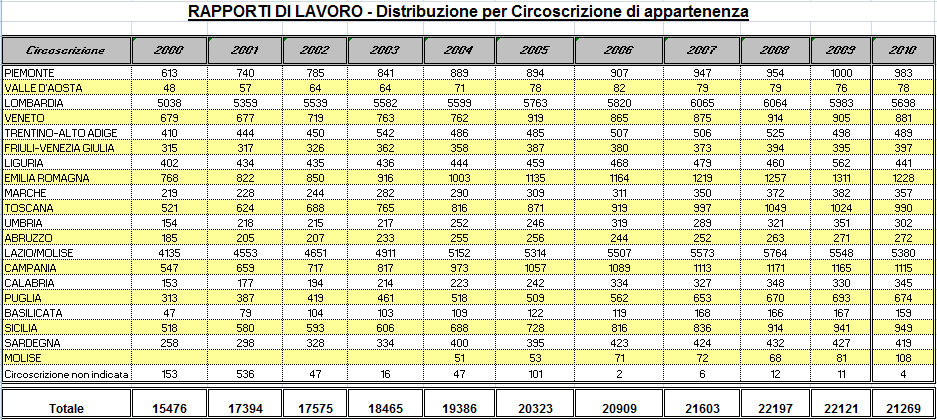 RAPPORTI DI LAVORO - Distribuzione per Circoscrizione di appartenenza
Circoscrizione 2000 2001 2002 2003 2004 2005 2006 2007 2008 2009 2010
PIEMONTE 613 740 785 841 889 894 907 947 954 1000 983
VALLE D'AOSTA 48 57 64 64 71 78 82 79 79 76 78
LOMBARDIA 5038 5359 5539 5582 5599 5763 5820 6065 6064 5983 5698
VENETO 679 677 719 763 762 919 865 875 914 905 881
TRENTINO-ALTO ADIGE 410 444 450 542 486 485 507 506 525 498 489
FRIULI-VENEZIA GIULIA 315 317 326 362 358 387 380 373 394 395 397
LIGURIA 402 434 435 436 444 459 468 479 460 562 441
EMILIA ROMAGNA 768 822 850 916 1003 1135 1164 1219 1257 1311 1228
MARCHE 219 228 244 282 290 309 311 350 372 382 357
TOSCANA 521 624 688 765 816 871 919 997 1049 1024 990
UMBRIA 154 218 215 217 252 246 319 289 321 351 302
ABRUZZO 185 205 207 233 255 256 244 252 263 271 272
LAZIO/MOLISE 4135 4553 4651 4911 5152 5314 5507 5573 5764 5548 5380
CAMPANIA 547 659 717 817 973 1057 1089 1113 1171 1165 1115
CALABRIA 153 177 194 214 223 242 334 327 348 330 345
PUGLIA 313 387 419 461 518 509 562 653 670 693 674
BASILICATA 47 79 104 103 109 122 119 168 166 167 159
SICILIA 518 580 593 606 688 728 816 836 914 941 949
SARDEGNA 258 298 328 334 400 395 423 424 432 427 419
MOLISE 51 53 71 72 68 81 108
Circoscrizione non indicata 153 536 47 16 47 101 2 6 12 11 4
Totale 15476 17394 17575 18465 19386 20323 20909 21603 22197 22121 21269